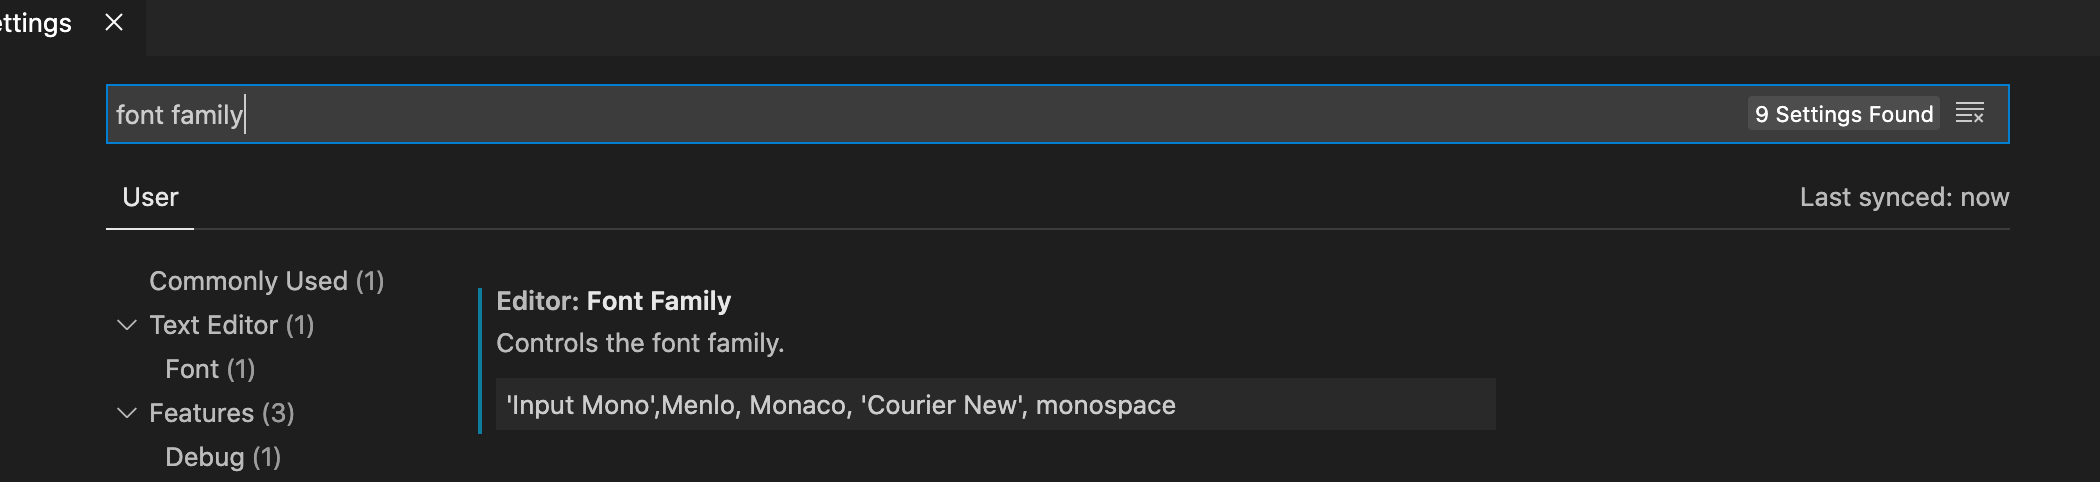 ettings
font family
9 Settings Found
User
Last synced: now
Commonly Used (1)
Text Editor (1)
Font (1)
Features (3)
Debug (1)
Editor: Font Family
Controls the font family.
'Input Mono',Menlo, Monaco, 'Courier New', monospace